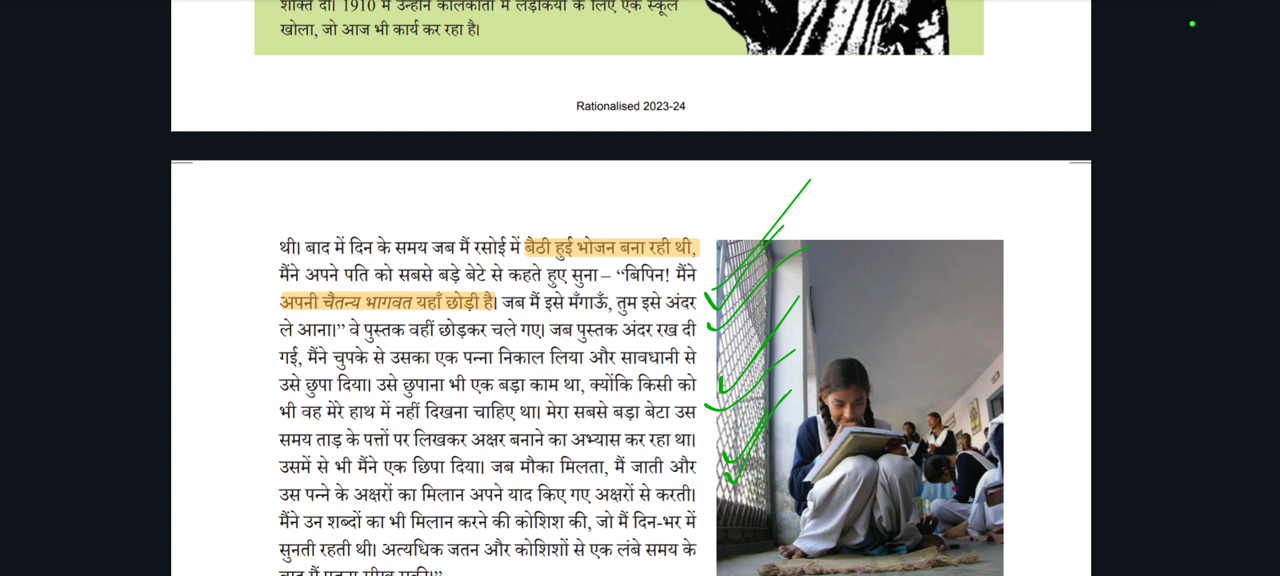 शक्ति दी। 1910 में उन्होंने कोलकाता में लड़कियों के लिए एक स्कूल
खोला, जो आज भी कार्य कर रहा है।
Rationalised 2023-24
थी। बाद में दिन के समय जब मैं रसोई में बैठी हुई भोजन बना रही थी,
मैंने अपने पति को सबसे बड़े बेटे से कहते हुए सुना – “बिपिन! मैंने
अपनी चैतन्य भागवत यहाँ छोड़ी है। जब मैं इसे मँगाऊँ, तुम इसे अंदर
ले आना।” वे पुस्तक वहीं छोड़कर चले गए। जब पुस्तक अंदर रख दी
गई, मैंने चुपके से उसका एक पन्ना निकाल लिया और सावधानी से
उसे छुपा दिया। उसे छुपाना भी एक बड़ा काम था, क्योंकि किसी को
भी वह मेरे हाथ में नहीं दिखना चाहिए था। मेरा सबसे बड़ा बेटा उस
समय ताड़ के पत्तों पर लिखकर अक्षर बनाने का अभ्यास कर रहा था।
उसमें से भी मैंने एक छिपा दिया। जब मौका मिलता, मैं जाती और
उस पन्ने के अक्षरों का मिलान अपने याद किए गए अक्षरों से करती।
मैंने उन शब्दों का भी मिलान करने की कोशिश की, जो मैं दिन-भर में
सुनती रहती थी। अत्यधिक जतन और कोशिशों से एक लंबे समय के